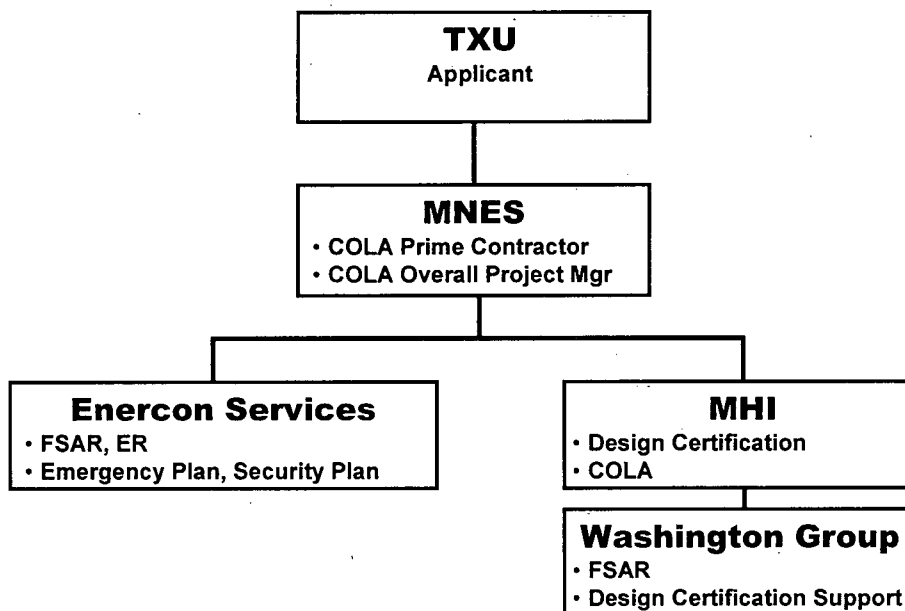 TXU
Applicant
MNES
• COLA Prime Contractor
• COLA Overall Project Mgr
Enercon Services
• FSAR, ER
• Emergency Plan, Security Plan
MHI
• Design Certification
• COLA
Washington Group
• FSAR
• Design Certification Support